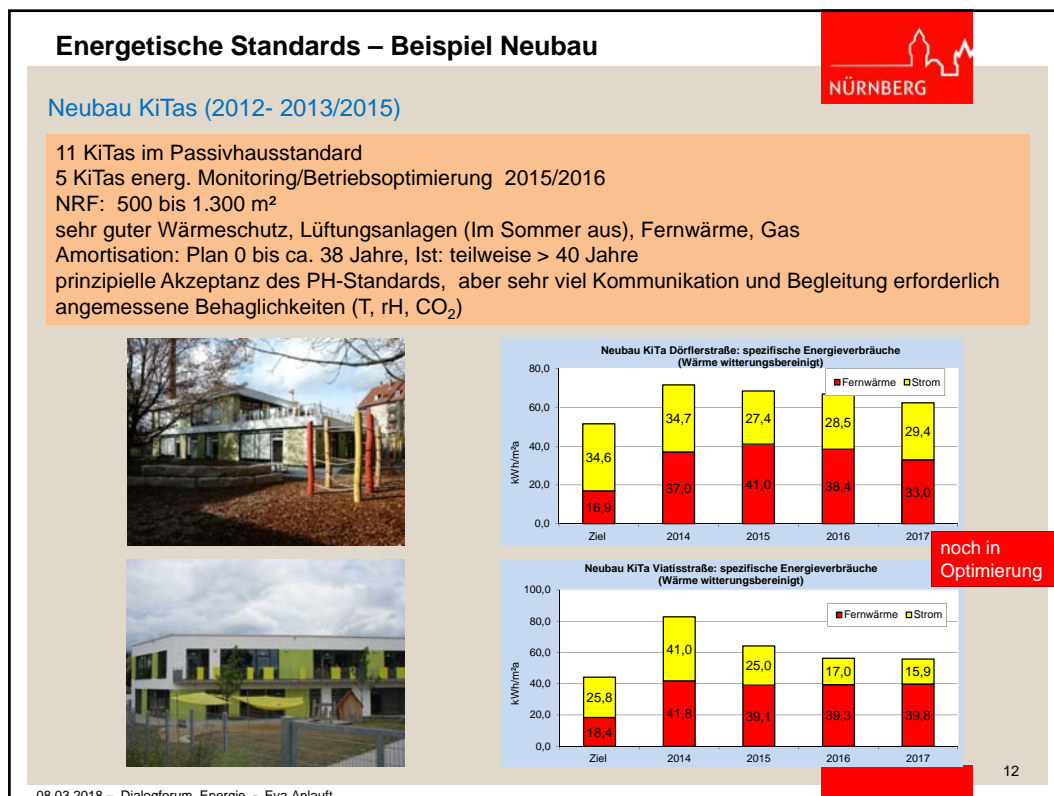 Energetische Standards – Beispiel Neubau
NÜRNBERG
Neubau KiTas (2012- 2013/2015)
11 KiTas im Passivhausstandard
5 KiTas energ. Monitoring/Betriebsoptimierung 2015/2016
NRF: 500 bis 1.300 m²
sehr guter Wärmeschutz, Lüftungsanlagen (Im Sommer aus), Fernwärme, Gas
Amortisation: Plan 0 bis ca. 38 Jahre, Ist: teilweise > 40 Jahre
prinzipielle Akzeptanz des PH-Standards, aber sehr viel Kommunikation und Begleitung erforderlich
angemessene Behaglichkeiten (T, rH, CO₂)
Neubau KiTa Dörflerstraße: spezifische Energieverbräuche
(Wärme witterungsbereinigt)
80,0
60,0
40,0
20,0
0,0
kWh/m²a
Fernwärme Strom
34,6 34,7 27,4 28,5 29,4
16,9 37,0 41,0 38,4 33,0
Ziel 2014 2015 2016 2017
noch in
Optimierung
Neubau KiTa Viatisstraße: spezifische Energieverbräuche
(Wärme witterungsbereinigt)
100,0
80,0
60,0
40,0
20,0
0,0
kWh/m²a
Fernwärme Strom
25,8 41,0 25,0 17,0 15,9
18,4 41,8 39,1 39,3 39,8
Ziel 2014 2015 2016 2017
12
08.03.2018 – Dialogforum Energie - Eva Anlauft